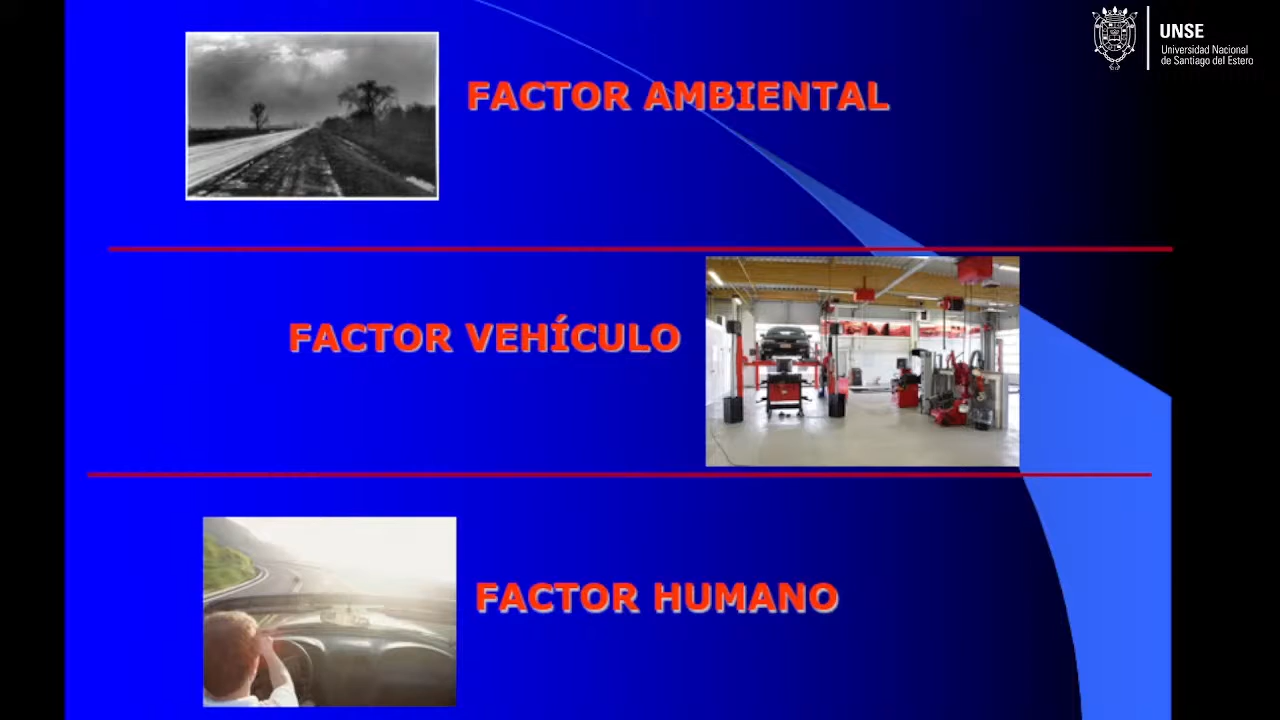 UNSE
Universidad Nacional
de Santiago del Estero
FACTOR AMBIENTAL
FACTOR VEHÍCULO
FACTOR HUMANO